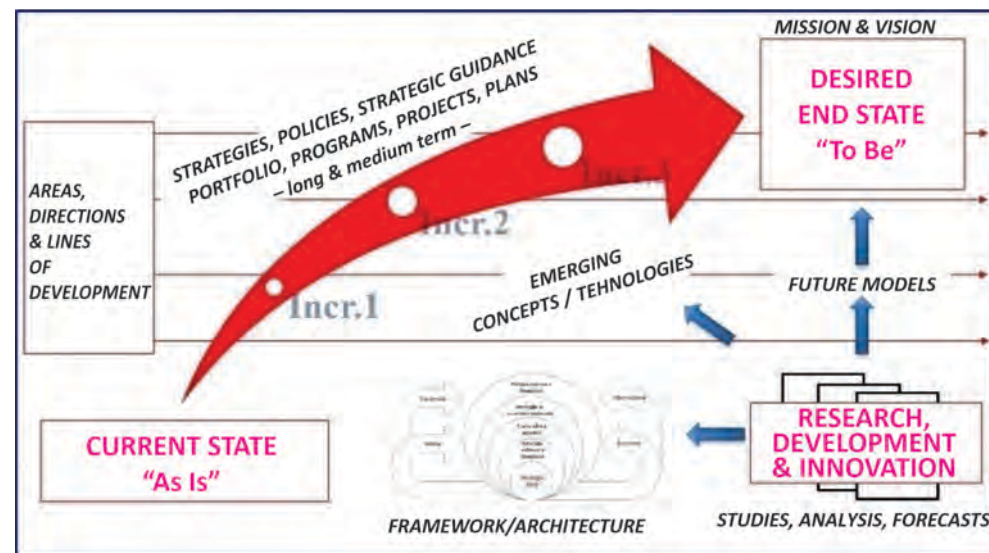 MISSION & VISION
DESIRED
END STATE
“To Be”
STRATEGIES, POLICIES, STRATEGIC GUIDANCE
PORTFOLIO, PROGRAMS, PROJECTS, PLANS
– long & medium term –
AREAS,
DIRECTIONS
& LINES
OF
DEVELOPMENT
Incr.2
Incr.1
EMERGING
CONCEPTS / TEHNOLOGIES
FUTURE MODELS
CURRENT STATE
“As Is”
RESEARCH,
DEVELOPMENT
& INNOVATION
FRAMEWORK/ARCHITECTURE
STUDIES, ANALYSIS, FORECASTS